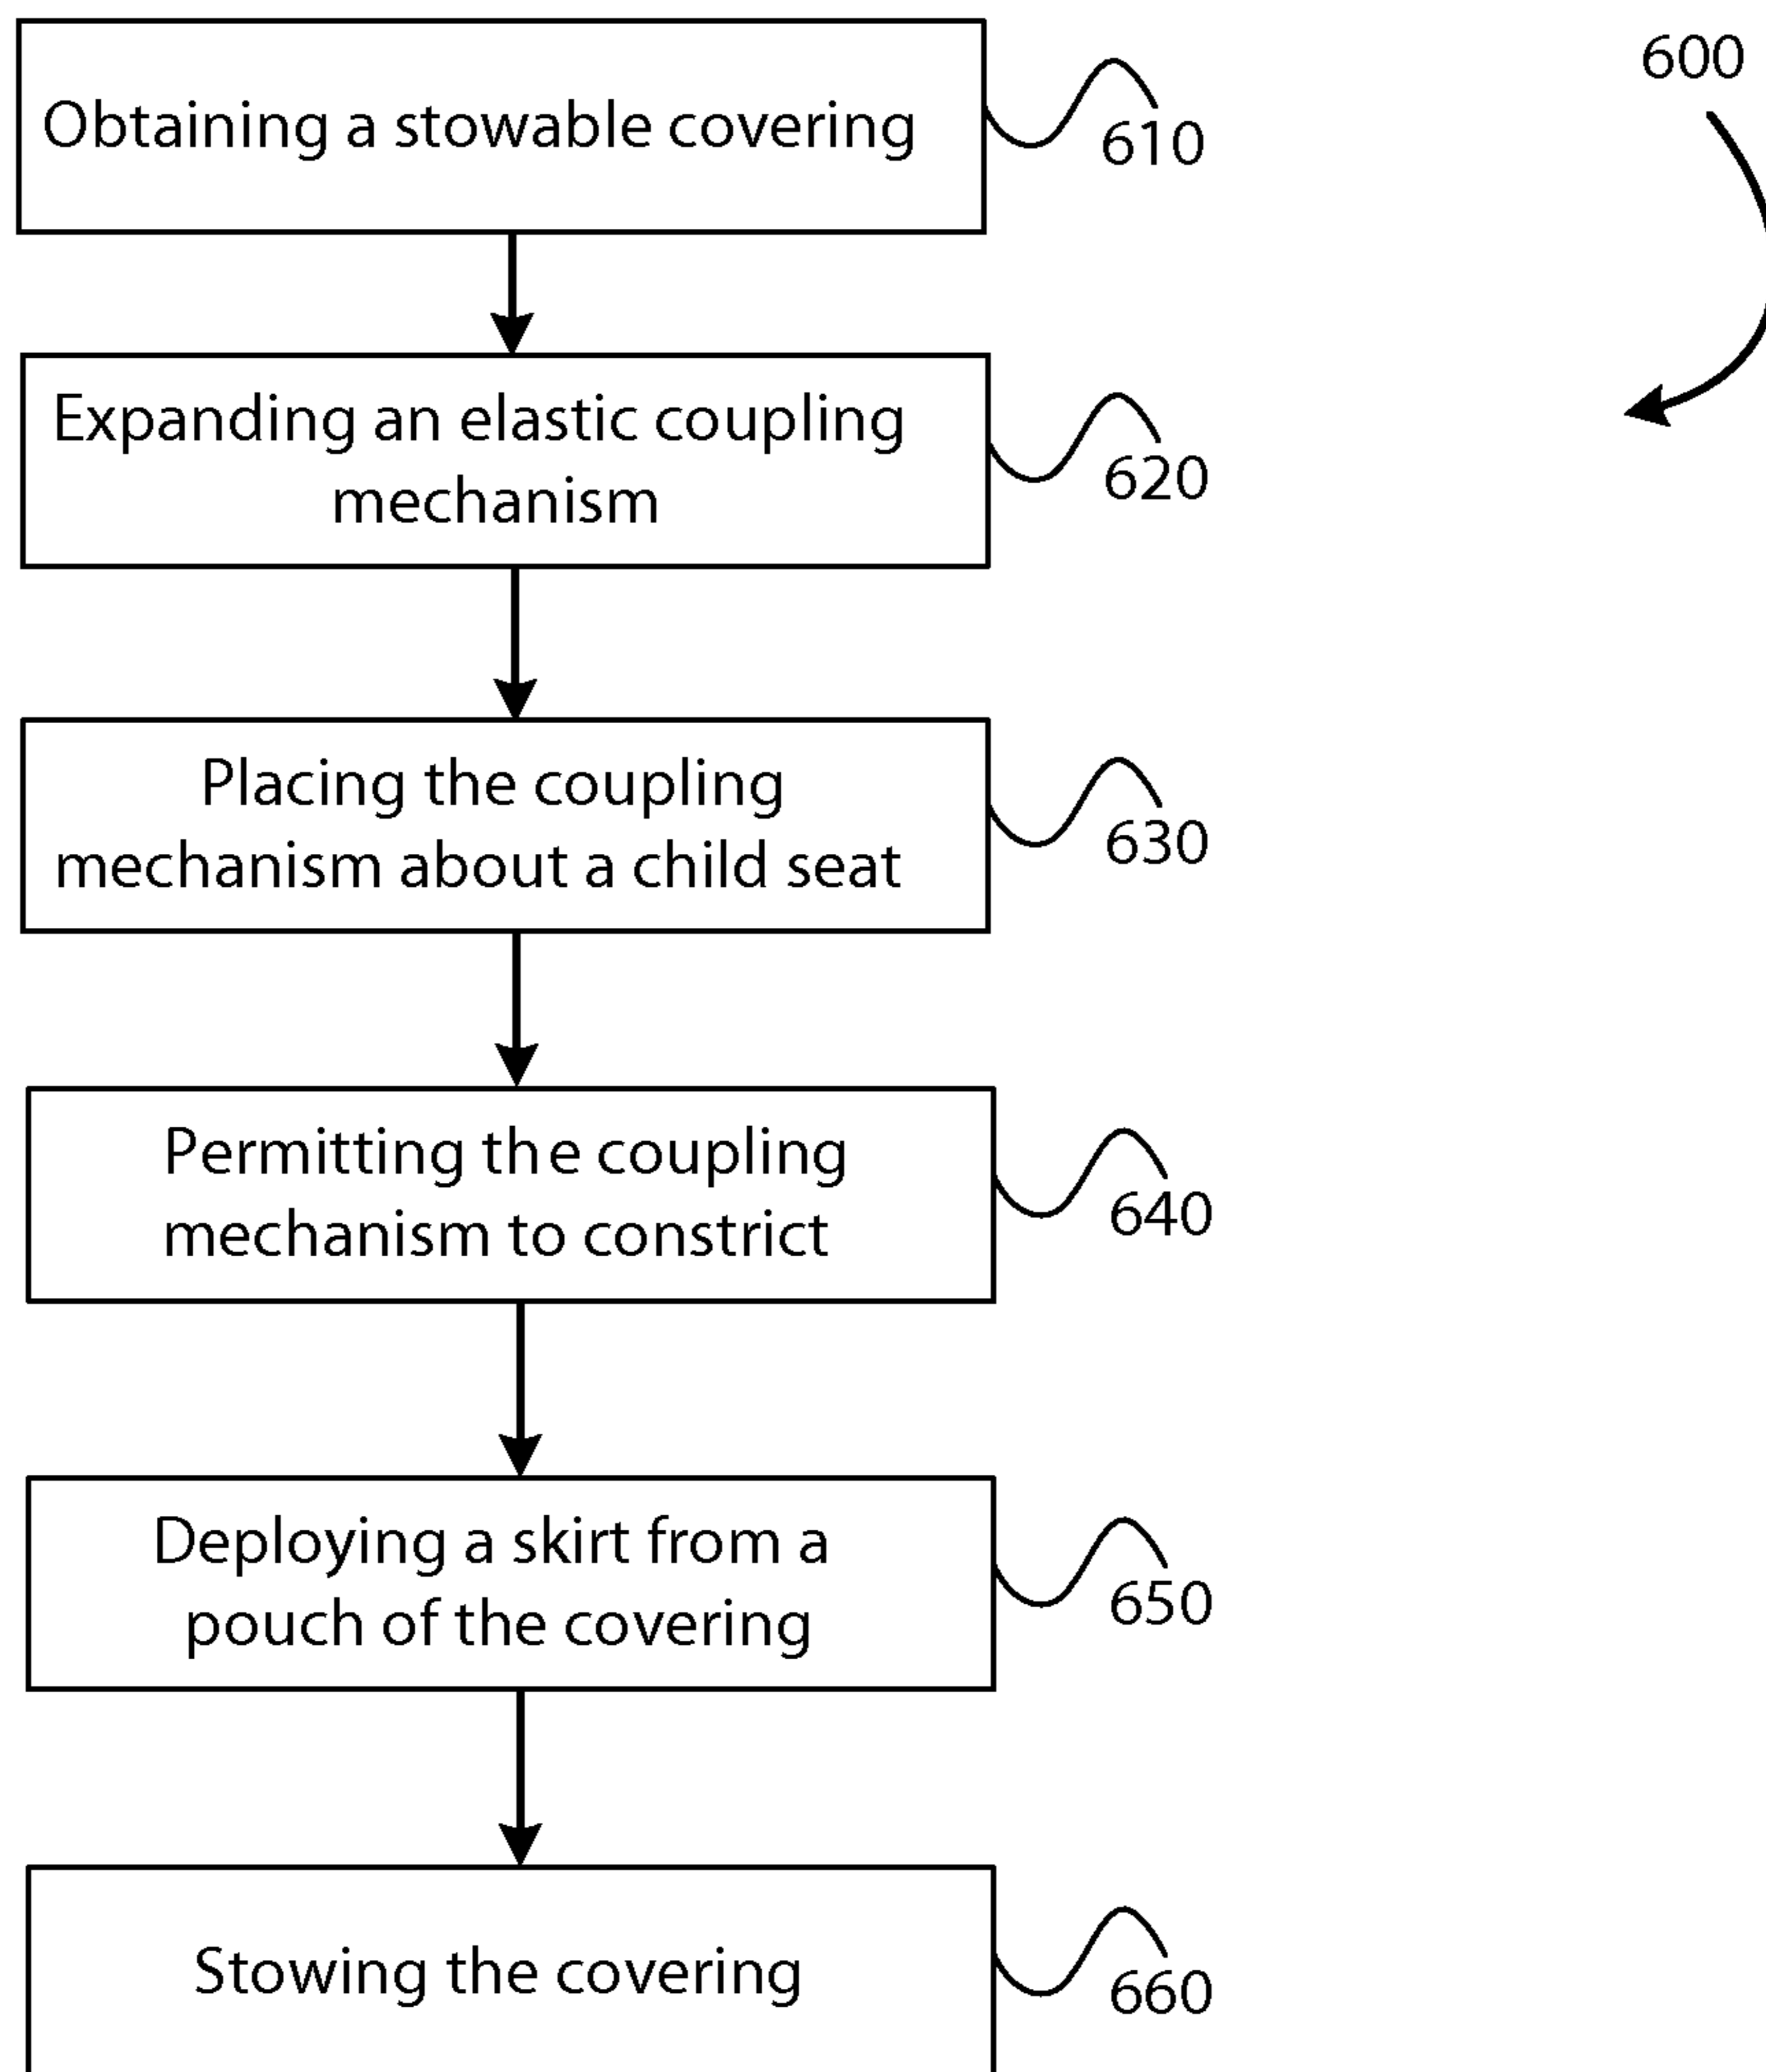 600
Obtaining a stowable covering
610
Expanding an elastic coupling
mechanism
620
Placing the coupling
mechanism about a child seat
630
Permitting the coupling
mechanism to constrict
640
Deploying a skirt from a
pouch of the covering
650
Stowing the covering
660